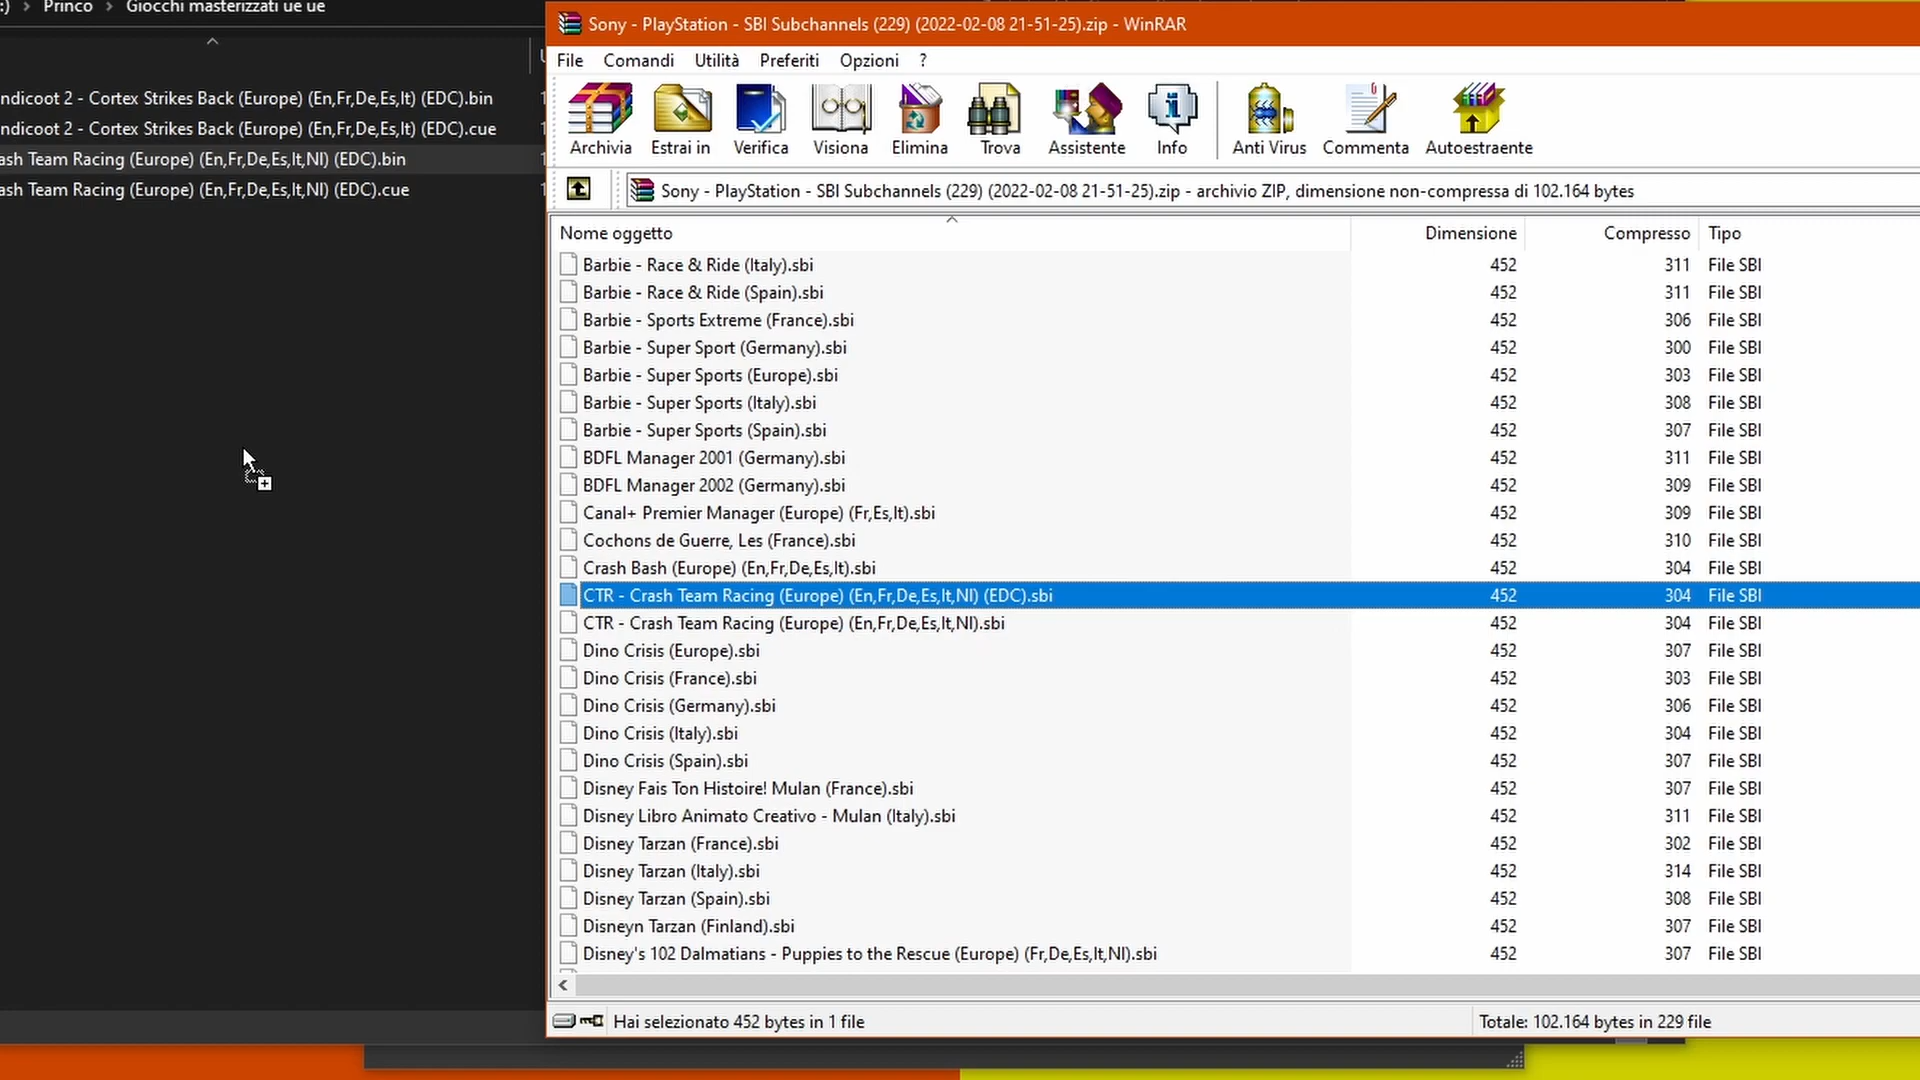 :) › Princo › Giocchi masterizzati ue ue
ndicoot 2 - Cortex Strikes Back (Europe) (En,Fr,De,Es,It) (EDC).bin
ndicoot 2 - Cortex Strikes Back (Europe) (En,Fr,De,Es,It) (EDC).cue
ash Team Racing (Europe) (En,Fr,De,Es,It,Nl) (EDC).bin
ash Team Racing (Europe) (En,Fr,De,Es,It,Nl) (EDC).cue
Sony - PlayStation - SBI Subchannels (229) (2022-02-08 21-51-25).zip - WinRAR
File Comandi Utilità Preferiti Opzioni ?
Archivia Estrai in Verifica Visiona Elimina Trova Assistente Info Anti Virus Commenta Autoestraente
Sony - PlayStation - SBI Subchannels (229) (2022-02-08 21-51-25).zip - archivio ZIP, dimensione non-compressa di 102.164 bytes
Nome oggetto Dimensione Compresso Tipo
Barbie - Race & Ride (Italy).sbi 452 311 File SBI
Barbie - Race & Ride (Spain).sbi 452 311 File SBI
Barbie - Sports Extreme (France).sbi 452 306 File SBI
Barbie - Super Sport (Germany).sbi 452 300 File SBI
Barbie - Super Sports (Europe).sbi 452 303 File SBI
Barbie - Super Sports (Italy).sbi 452 308 File SBI
Barbie - Super Sports (Spain).sbi 452 307 File SBI
BDFL Manager 2001 (Germany).sbi 452 311 File SBI
BDFL Manager 2002 (Germany).sbi 452 309 File SBI
Canal+ Premier Manager (Europe) (Fr,Es,It).sbi 452 309 File SBI
Cochons de Guerre, Les (France).sbi 452 310 File SBI
Crash Bash (Europe) (En,Fr,De,Es,It).sbi 452 304 File SBI
CTR - Crash Team Racing (Europe) (En,Fr,De,Es,It,Nl) (EDC).sbi 452 304 File SBI
CTR - Crash Team Racing (Europe) (En,Fr,De,Es,It,Nl).sbi 452 304 File SBI
Dino Crisis (Europe).sbi 452 307 File SBI
Dino Crisis (France).sbi 452 303 File SBI
Dino Crisis (Germany).sbi 452 306 File SBI
Dino Crisis (Italy).sbi 452 304 File SBI
Dino Crisis (Spain).sbi 452 307 File SBI
Disney Fais Ton Histoire! Mulan (France).sbi 452 307 File SBI
Disney Libro Animato Creativo - Mulan (Italy).sbi 452 311 File SBI
Disney Tarzan (France).sbi 452 302 File SBI
Disney Tarzan (Italy).sbi 452 314 File SBI
Disney Tarzan (Spain).sbi 452 308 File SBI
Disneyn Tarzan (Finland).sbi 452 307 File SBI
Disney's 102 Dalmatians - Puppies to the Rescue (Europe) (Fr,De,Es,It,Nl).sbi 452 307 File SBI
Hai selezionato 452 bytes in 1 file Totale: 102.164 bytes in 229 file